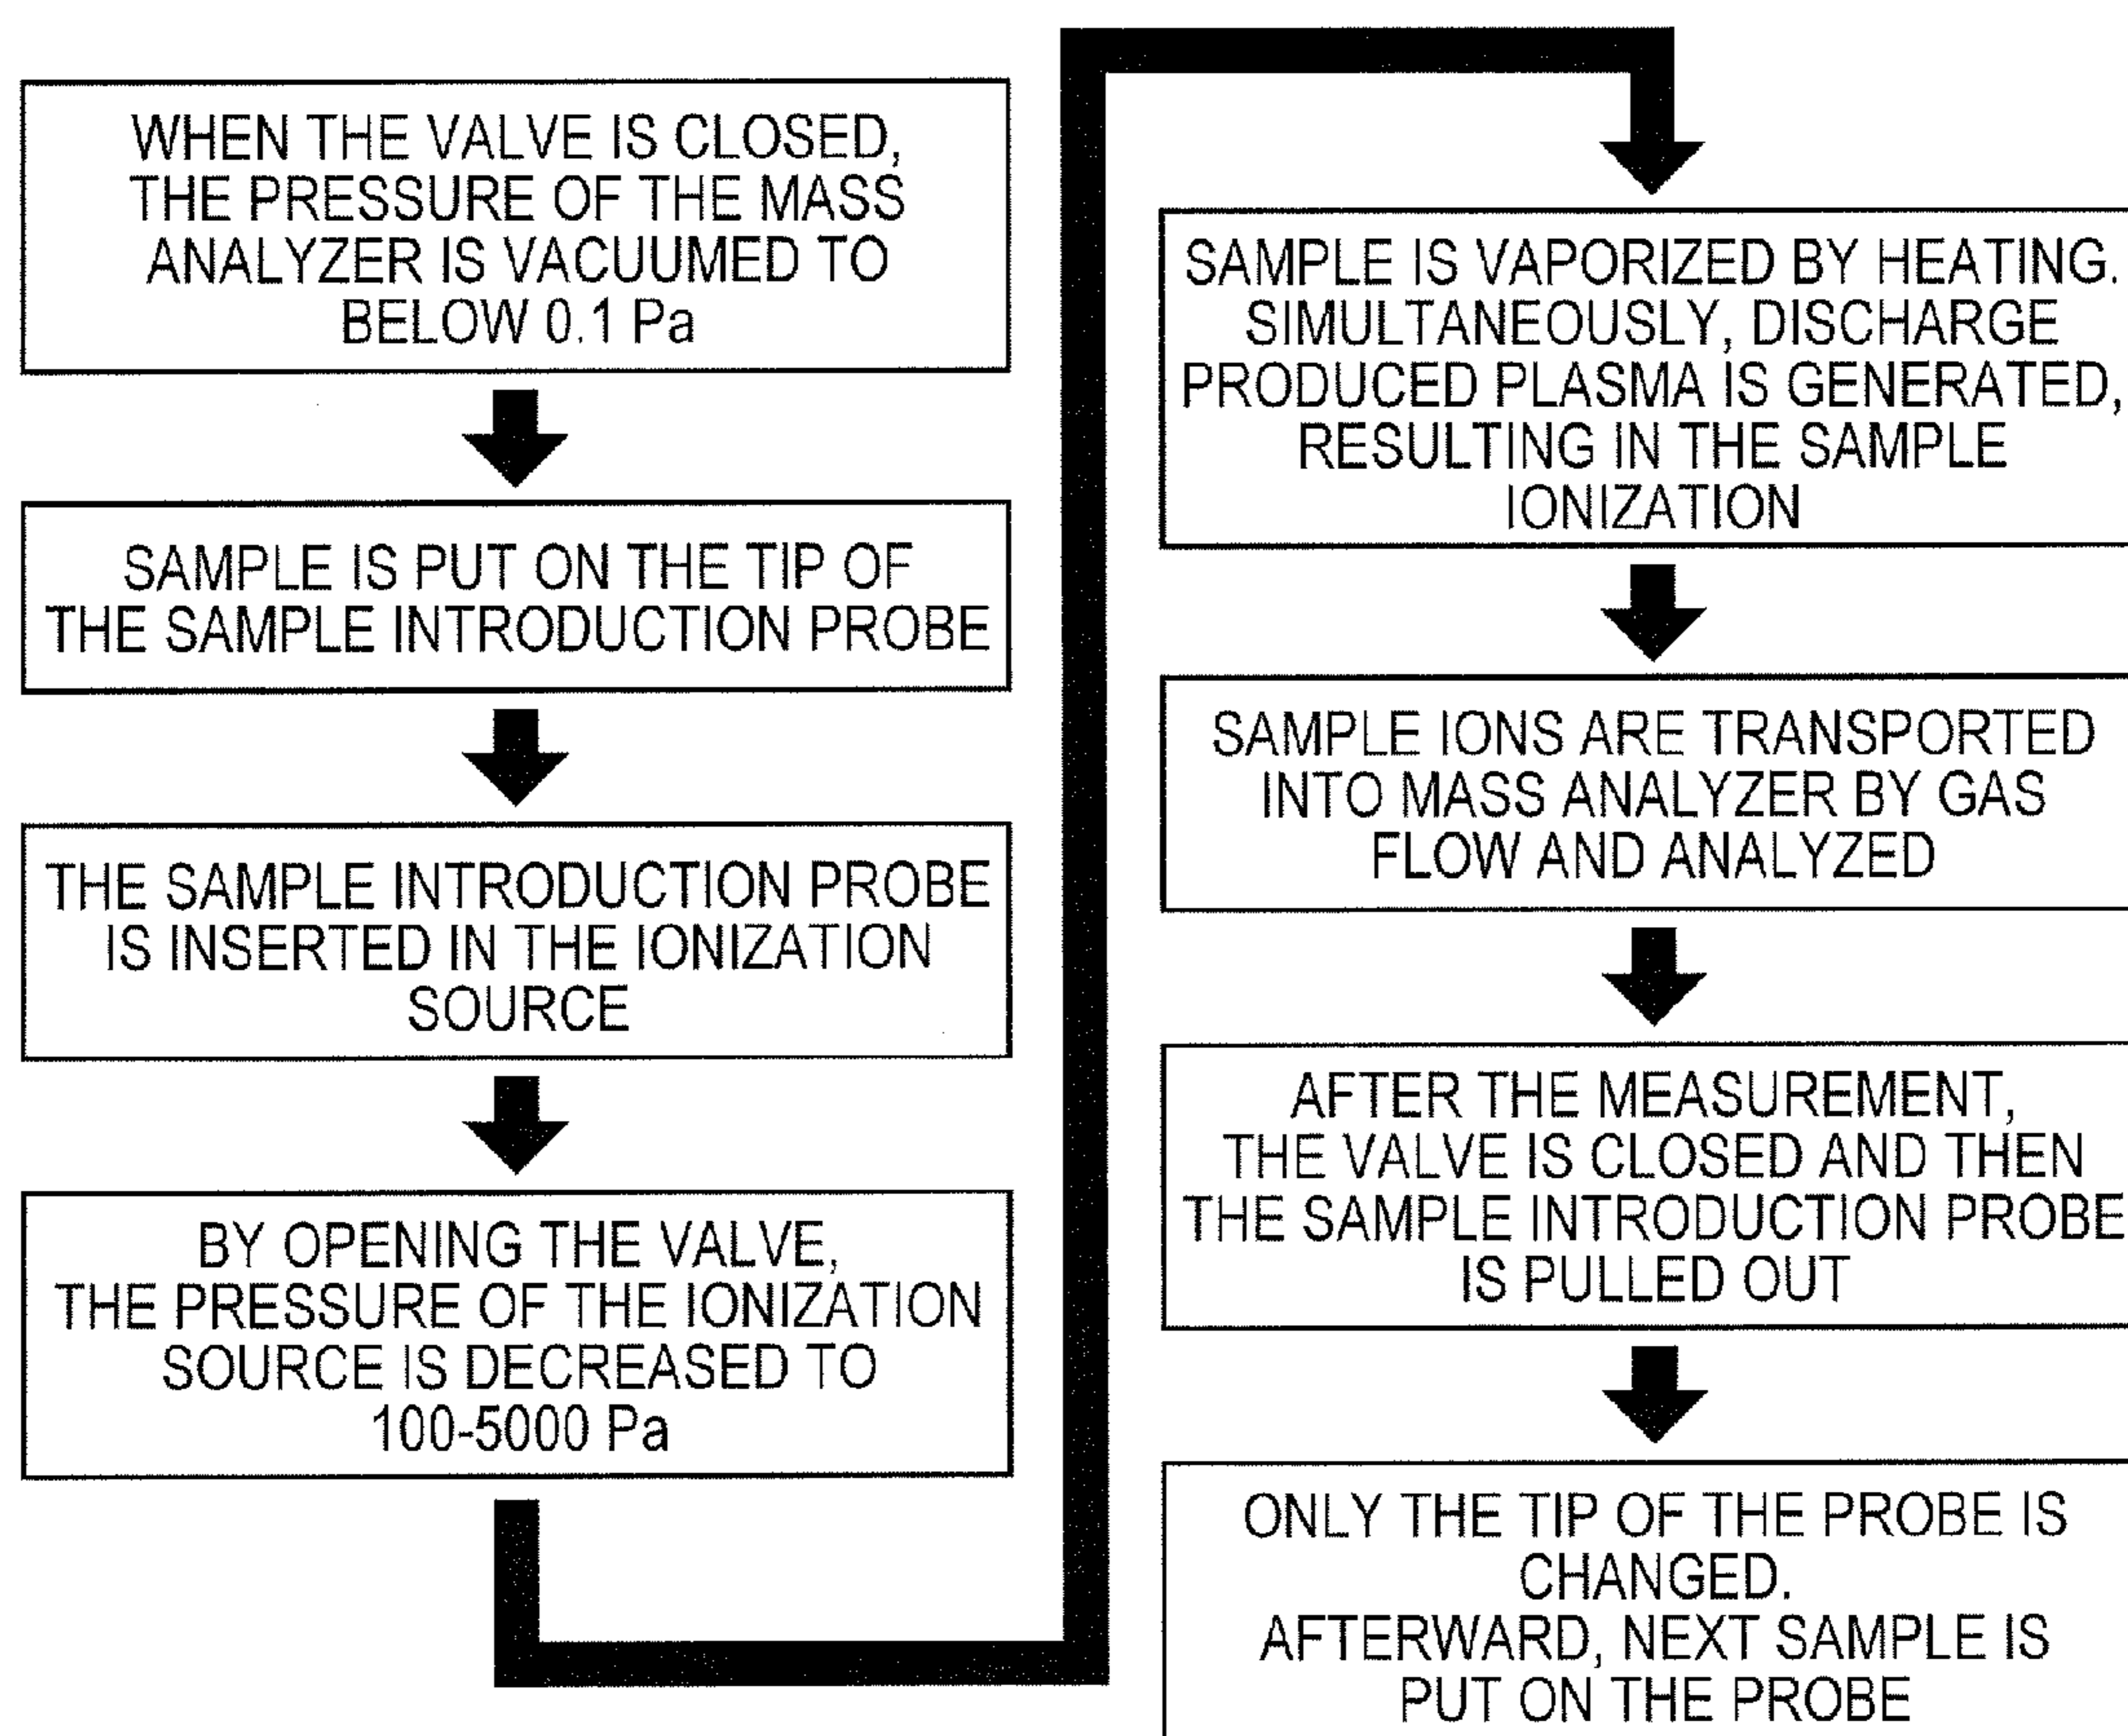 WHEN THE VALVE IS CLOSED,
THE PRESSURE OF THE MASS
ANALYZER IS VACUUMED TO
BELOW 0.1 Pa
SAMPLE IS PUT ON THE TIP OF
THE SAMPLE INTRODUCTION PROBE
THE SAMPLE INTRODUCTION PROBE
IS INSERTED IN THE IONIZATION
SOURCE
BY OPENING THE VALVE,
THE PRESSURE OF THE IONIZATION
SOURCE IS DECREASED TO
100-5000 Pa
SAMPLE IS VAPORIZED BY HEATING.
SIMULTANEOUSLY, DISCHARGE
PRODUCED PLASMA IS GENERATED,
RESULTING IN THE SAMPLE
IONIZATION
SAMPLE IONS ARE TRANSPORTED
INTO MASS ANALYZER BY GAS
FLOW AND ANALYZED
AFTER THE MEASUREMENT,
THE VALVE IS CLOSED AND THEN
THE SAMPLE INTRODUCTION PROBE
IS PULLED OUT
ONLY THE TIP OF THE PROBE IS
CHANGED.
AFTERWARD, NEXT SAMPLE IS
PUT ON THE PROBE